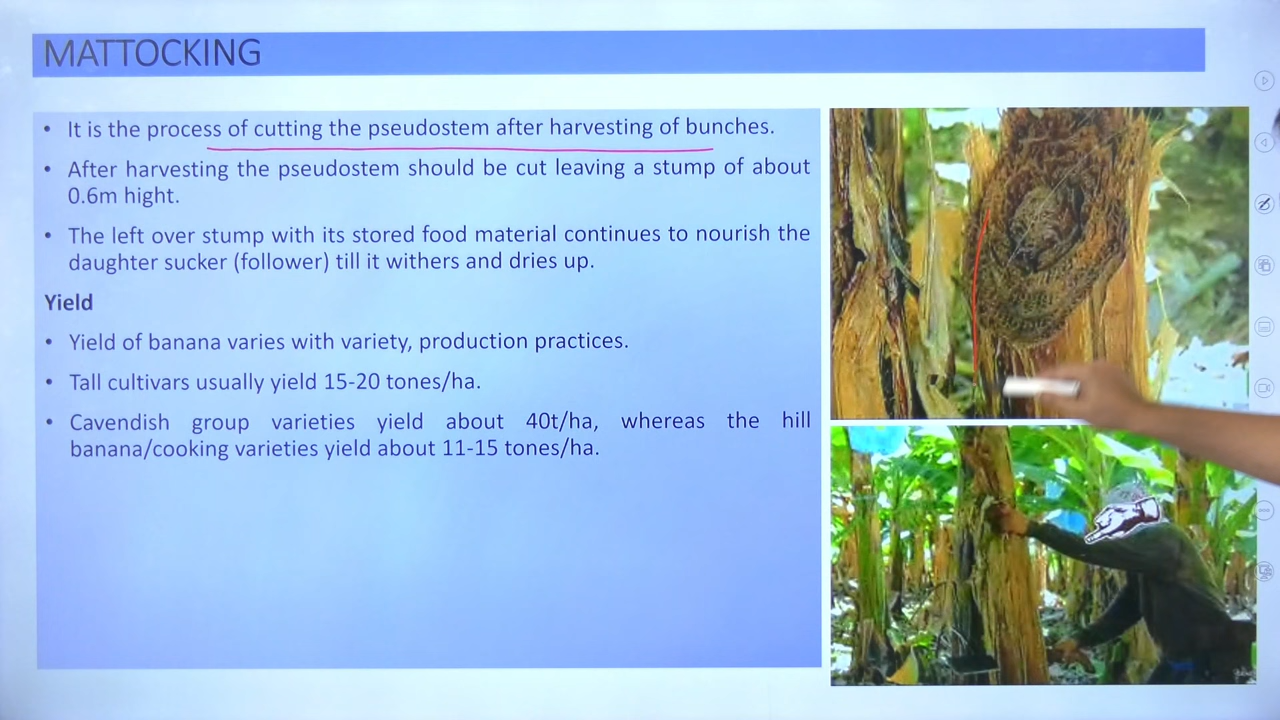 MATTOCKING
• It is the process of cutting the pseudostem after harvesting of bunches.
• After harvesting the pseudostem should be cut leaving a stump of about
0.6m hight.
• The left over stump with its stored food material continues to nourish the
daughter sucker (follower) till it withers and dries up.
Yield
• Yield of banana varies with variety, production practices.
• Tall cultivars usually yield 15-20 tones/ha.
• Cavendish group varieties yield about 40t/ha, whereas the hill
banana/cooking varieties yield about 11-15 tones/ha.